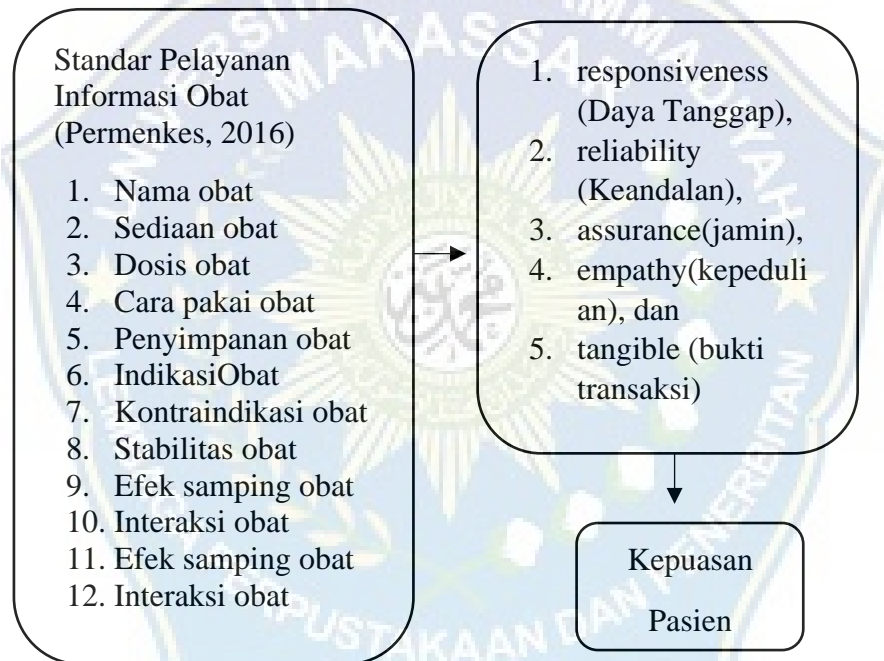 Standar Pelayanan
Informasi Obat
(Permenkes, 2016)
1. Nama obat
2. Sediaan obat
3. Dosis obat
4. Cara pakai obat
5. Penyimpanan obat
6. IndikasiObat
7. Kontraindikasi obat
8. Stabilitas obat
9. Efek samping obat
10. Interaksi obat
11. Efek samping obat
12. Interaksi obat
1. responsiveness
(Daya Tanggap),
2. reliability
(Keandalan),
3. assurance(jamin),
4. empathy(kepeduli
an), dan
5. tangible (bukti
transaksi)
Kepuasan
Pasien
MAKASSAR